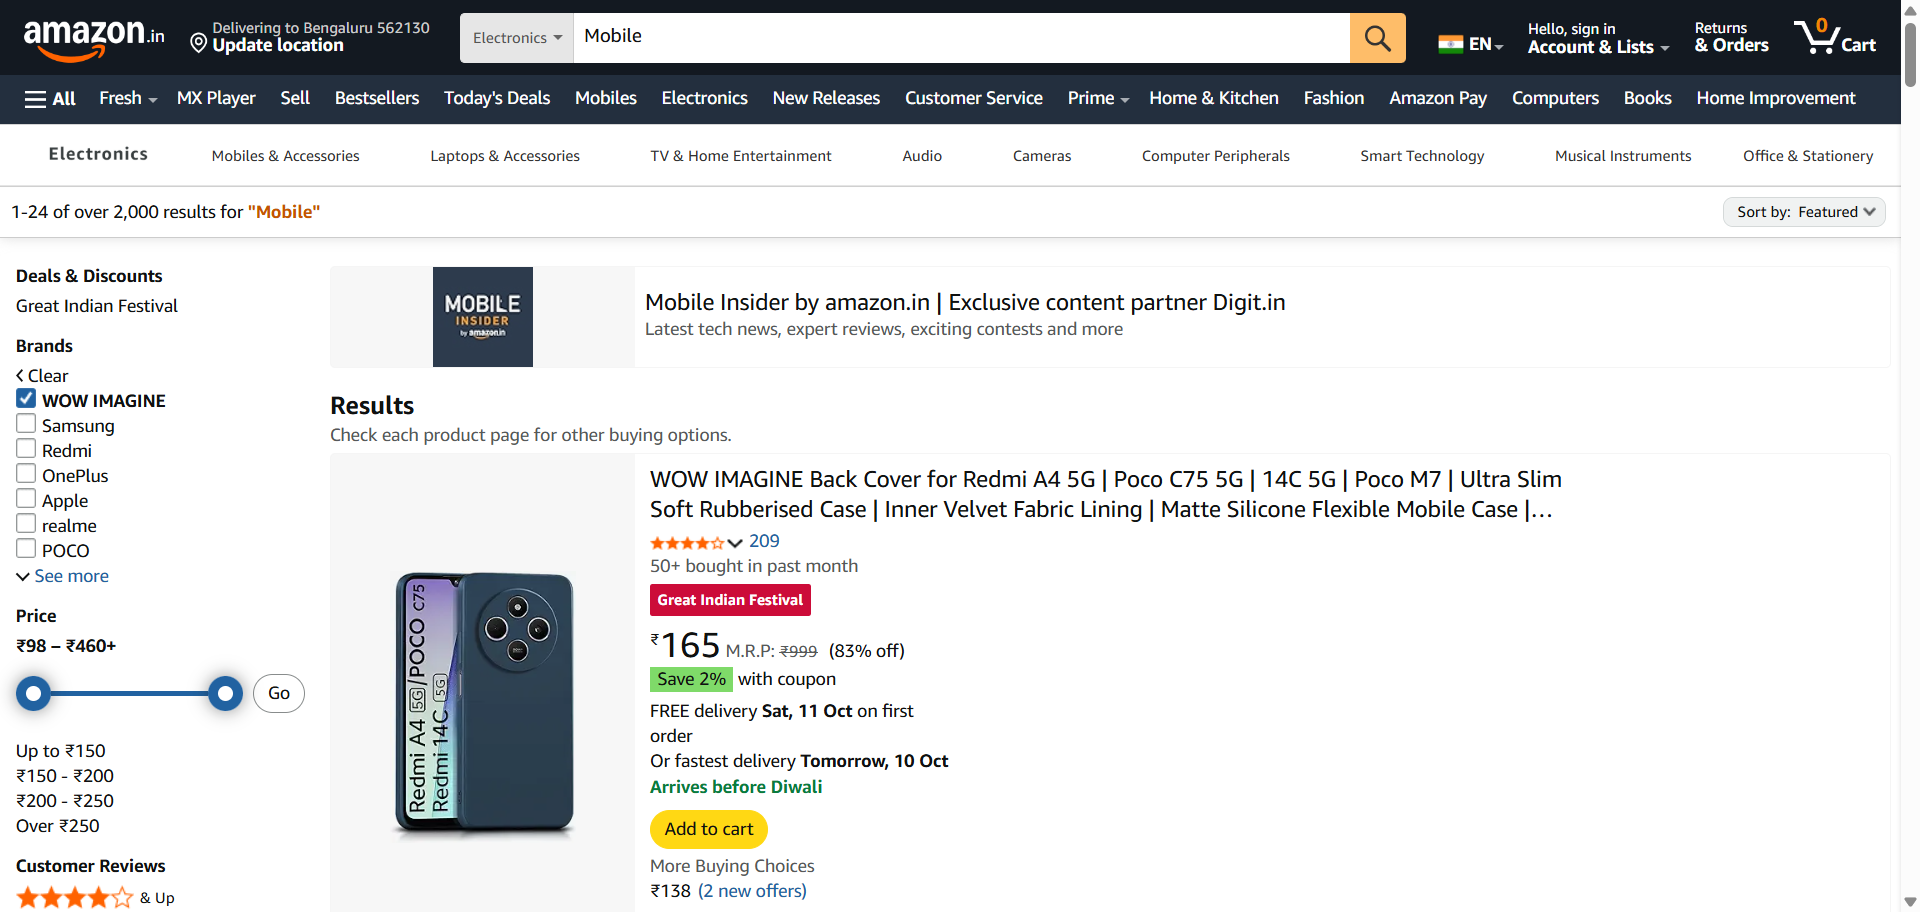 amazon.in
Delivering to Bengaluru 562130
Update location
Electronics
Mobile
EN
Hello, sign in
Account & Lists
Returns
& Orders
0
Cart
All
Fresh
MX Player
Sell
Bestsellers
Today's Deals
Mobiles
Electronics
New Releases
Customer Service
Prime
Home & Kitchen
Fashion
Amazon Pay
Computers
Books
Home Improvement
Electronics
Mobiles & Accessories
Laptops & Accessories
TV & Home Entertainment
Audio
Cameras
Computer Peripherals
Smart Technology
Musical Instruments
Office & Stationery
1-24 of over 2,000 results for "Mobile"
Sort by: Featured
Deals & Discounts
Great Indian Festival
Brands
Clear
WOW IMAGINE
Samsung
Redmi
OnePlus
Apple
realme
POCO
See more
Price
₹98 – ₹460+
Go
Up to ₹150
₹150 - ₹200
₹200 - ₹250
Over ₹250
Customer Reviews
& Up
MOBILE
INSIDER
by amazon.in
Mobile Insider by amazon.in | Exclusive content partner Digit.in
Latest tech news, expert reviews, exciting contests and more
Results
Check each product page for other buying options.
Redmi A4 5G/POCO C75
Redmi 14C 5G
WOW IMAGINE Back Cover for Redmi A4 5G | Poco C75 5G | 14C 5G | Poco M7 | Ultra Slim
Soft Rubberised Case | Inner Velvet Fabric Lining | Matte Silicone Flexible Mobile Case |…
209
50+ bought in past month
Great Indian Festival
₹165 M.R.P: ₹999 (83% off)
Save 2% with coupon
FREE delivery Sat, 11 Oct on first
order
Or fastest delivery Tomorrow, 10 Oct
Arrives before Diwali
Add to cart
More Buying Choices
₹138 (2 new offers)